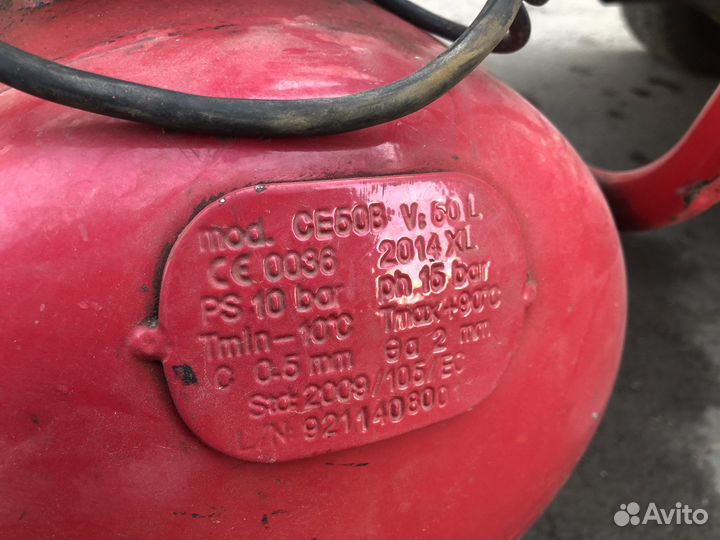 mod. CE50B V: 50 L
CE 0036 2014 XL
PS 10 bar ph 15 bar
Tmin -10°C Tmax +90°C
C 0.5 mm ea 2 mm
Std: 2009/105/EC
L/N: 9211408001
Avito